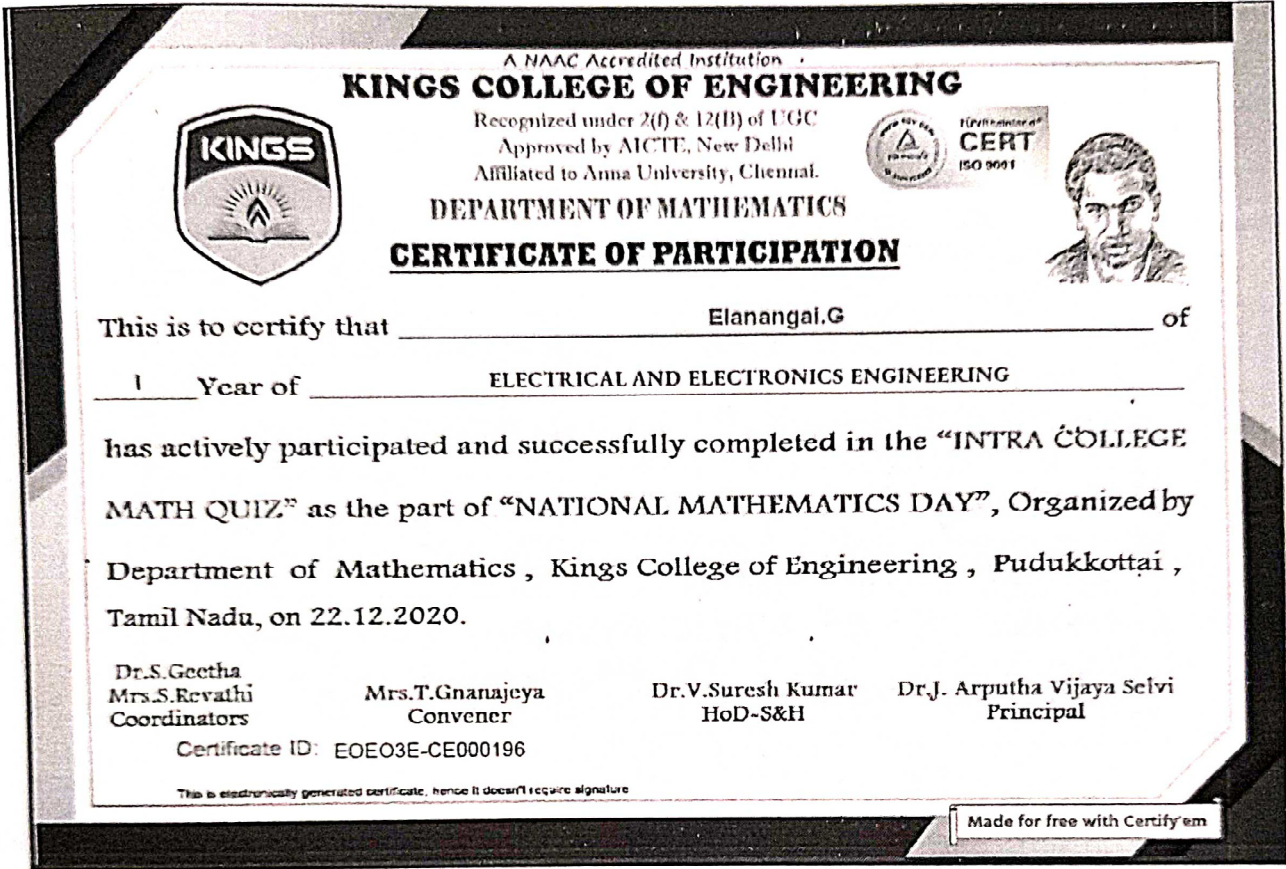 A NAAC Accredited Institution
KINGS COLLEGE OF ENGINEERING
KINGS
Recognized under 2(f) & 12(B) of UGC
Approved by AICTE, New Delhi
Affiliated to Anna University, Chennai.
CERT
ISO 9001
DEPARTMENT OF MATHEMATICS
CERTIFICATE OF PARTICIPATION
This is to certify that Elanangai.G of
I Year of ELECTRICAL AND ELECTRONICS ENGINEERING
has actively participated and successfully completed in the “INTRA COLLEGE
MATH QUIZ” as the part of “NATIONAL MATHEMATICS DAY”, Organized by
Department of Mathematics , Kings College of Engineering , Pudukkottai ,
Tamil Nadu, on 22.12.2020.
Dr.S.Geetha
Mrs.S.Revathi
Coordinators
Mrs.T.Gnanajeya
Convener
Dr.V.Suresh Kumar
HoD-S&H
Dr.J. Arputha Vijaya Selvi
Principal
Certificate ID: EOEO3E-CE000196
This is electronically generated certificate, hence it doesn't require signature
Made for free with Certify'em